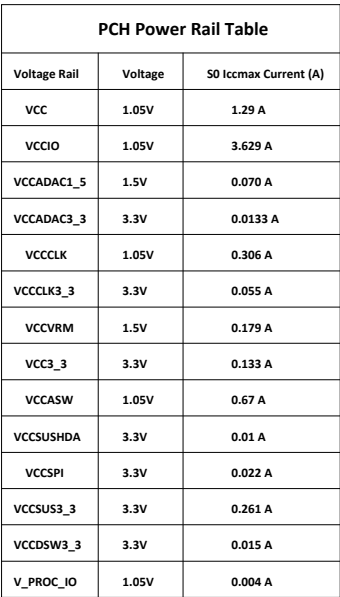 PCH Power Rail Table
Voltage Rail Voltage S0 Iccmax Current (A)
VCC 1.05V 1.29 A
VCCIO 1.05V 3.629 A
VCCADAC1_5 1.5V 0.070 A
VCCADAC3_3 3.3V 0.0133 A
VCCCLK 1.05V 0.306 A
VCCCLK3_3 3.3V 0.055 A
VCCVRM 1.5V 0.179 A
VCC3_3 3.3V 0.133 A
VCCASW 1.05V 0.67 A
VCCSUSHDA 3.3V 0.01 A
VCCSPI 3.3V 0.022 A
VCCSUS3_3 3.3V 0.261 A
VCCDSW3_3 3.3V 0.015 A
V_PROC_IO 1.05V 0.004 A